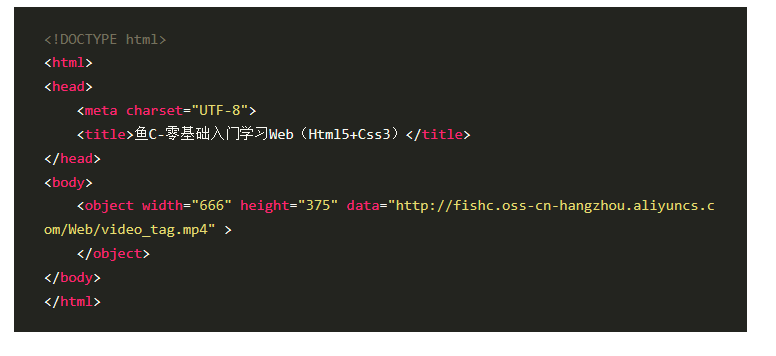 <!DOCTYPE html>
<html>
<head>
    <meta charset="UTF-8">
    <title>鱼C-零基础入门学习Web（Html5+Css3）</title>
</head>
<body>
    <object width="666" height="375" data="http://fishc.oss-cn-hangzhou.aliyuncs.c
om/Web/video_tag.mp4" >
    </object>
</body>
</html>